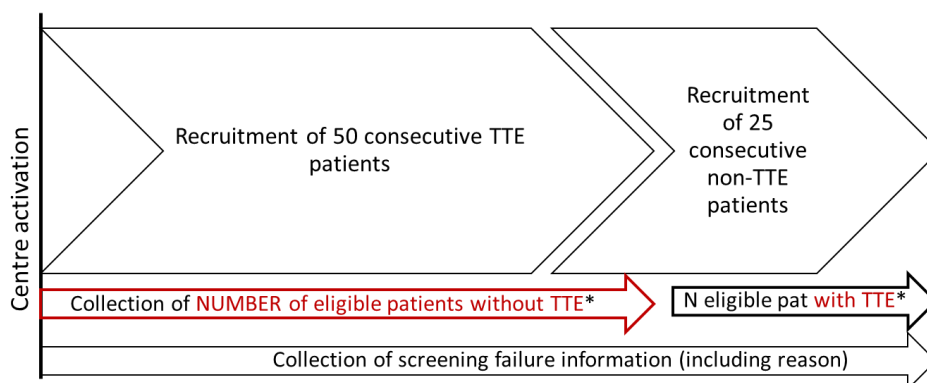 Centre activation
Recruitment of 50 consecutive TTE
patients
Recruitment
of 25
consecutive
non-TTE
patients
Collection of NUMBER of eligible patients without TTE*
N eligible pat with TTE*
Collection of screening failure information (including reason)